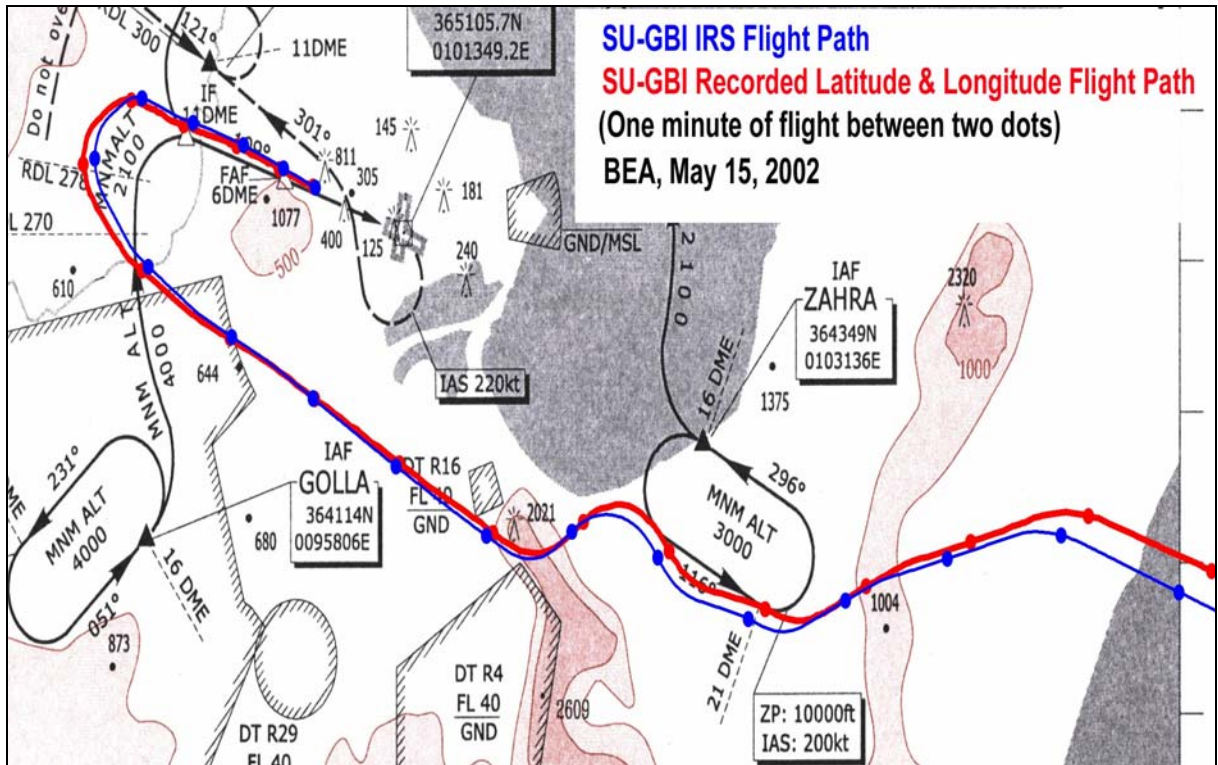 SU-GBI IRS Flight Path
SU-GBI Recorded Latitude & Longitude Flight Path
(One minute of flight between two dots)
BEA, May 15, 2002
Do not ove
RDL 300
121°
11DME
365105.7N
0101349.2E
IF
11DME
301°
145
811
MNM ALT
2100
RDL 278
FAF
6DME
305
181
L 270
1077
400
125
240
GND/MSL
500
2100
610
IAF
ZAHRA
364349N
0103136E
2320
MNM ALT
4000
644
IAS 220kt
16 DME
1375
1000
231°
IAF
GOLLA
364114N
0095806E
DT R16
GND
296°
ME
MNM ALT
4000
680
2021
MNM ALT
3000
16 DME
116°
051°
1004
873
21 DME
DT R4
FL 40
GND
2609
ZP: 10000ft
IAS: 200kt
DT R29
FL 40